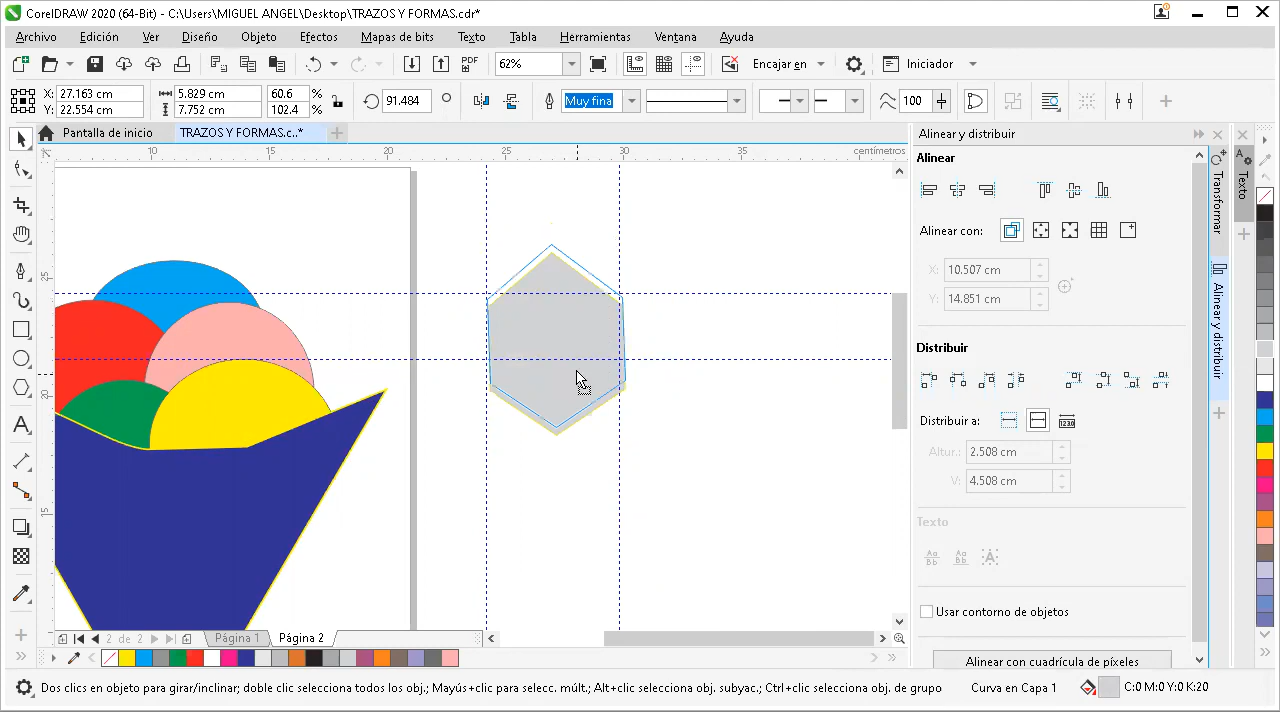 CorelDRAW 2020 (64-Bit) - C:\Users\MIGUEL ANGEL\Desktop\TRAZOS Y FORMAS.cdr*
Archivo Edición Ver Diseño Objeto Efectos Mapas de bits Texto Tabla Herramientas Ventana Ayuda
PDF 62% Encajar en Iniciador
X: 27.163 cm 5.829 cm 60.6 % 91.484 Muy fina 100
Y: 22.554 cm 7.752 cm 102.4 %
Pantalla de inicio TRAZOS Y FORMAS.c..*
10 15 20 25 30 35 centímetros
25
20
15
Alinear y distribuir
Alinear
Alinear con:
X: 10.507 cm
Y: 14.851 cm
Distribuir
Distribuir a:
Altur.: 2.508 cm
V: 4.508 cm
Texto
Usar contorno de objetos
Alinear con cuadrícula de píxeles
Transformar
Alinear y distribuir
Texto
2 de 2 Página 1 Página 2
Dos clics en objeto para girar/inclinar; doble clic selecciona todos los obj.; Mayús+clic para selecc. múlt.; Alt+clic selecciona obj. subyac.; Ctrl+clic selecciona obj. de grupo Curva en Capa 1 C:0 M:0 Y:0 K:20